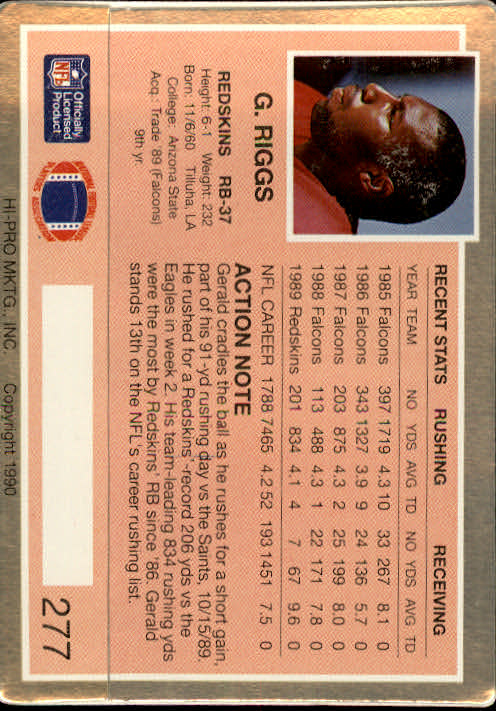 G. RIGGS
REDSKINS RB-37
Height: 6-1 Weight: 232
Born: 11/6/60 Tilluha, LA
College: Arizona State
Acq.: Trade '89 (Falcons)
9th yr.
Officially
Licensed
Product
NFL
RECENT STATS RUSHING RECEIVING
YEAR TEAM NO YDS AVG TD NO YDS AVG TD
1985 Falcons 397 1719 4.3 10 33 267 8.1 0
1986 Falcons 343 1327 3.9 9 24 136 5.7 0
1987 Falcons 203 875 4.3 2 25 199 8.0 0
1988 Falcons 113 488 4.3 1 22 171 7.8 0
1989 Redskins 201 834 4.1 4 7 67 9.6 0
NFL CAREER 1788 7465 4.2 52 193 1451 7.5 0
ACTION NOTE
Gerald cradles the ball as he rushes for a short gain,
part of his 91-yd rushing day vs the Saints, 10/15/89.
He rushed for a Redskins'-record 206 yds vs the
Eagles in week 2. His team-leading 834 rushing yds
were the most by Redskins' RB since '86. Gerald
stands 13th on the NFL's career rushing list.
277
HI-PRO MKTG., INC. Copyright 1990